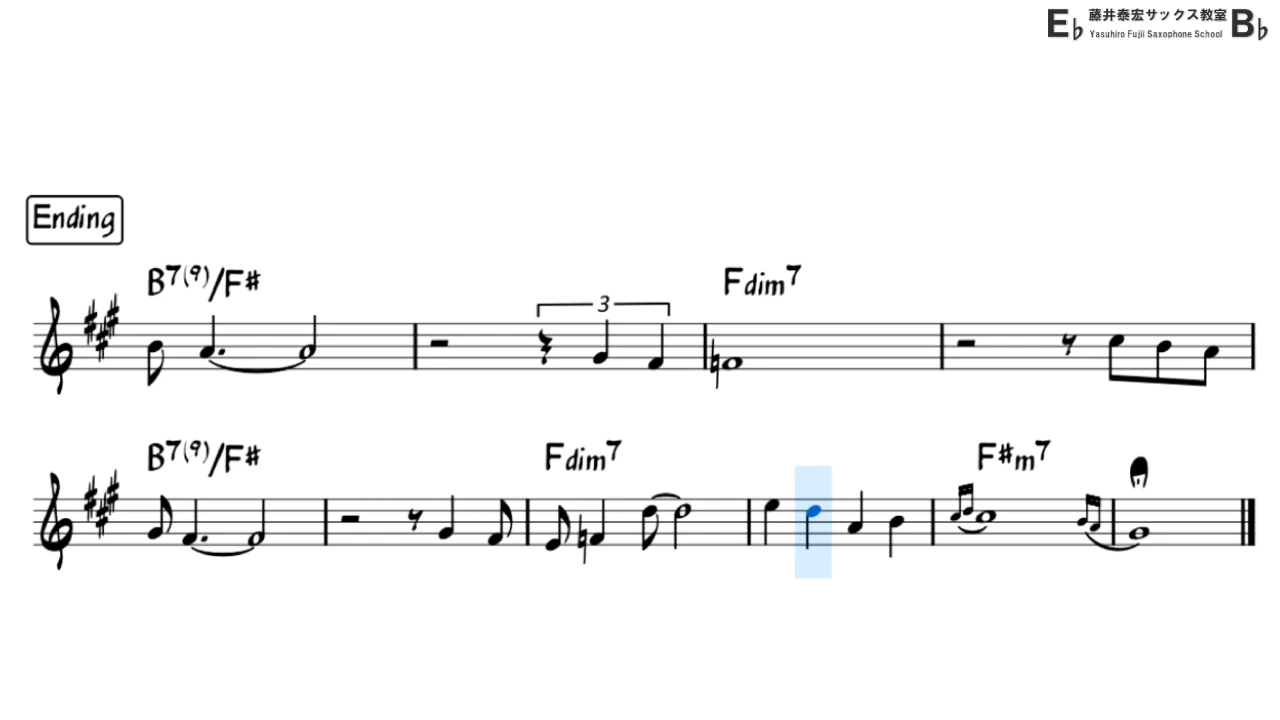 E♭ 藤井泰宏サックス教室 B♭
Yasuhiro Fujii Saxophone School
Ending
B7(9)/F# Fdim7
3
B7(9)/F# Fdim7 F#m7